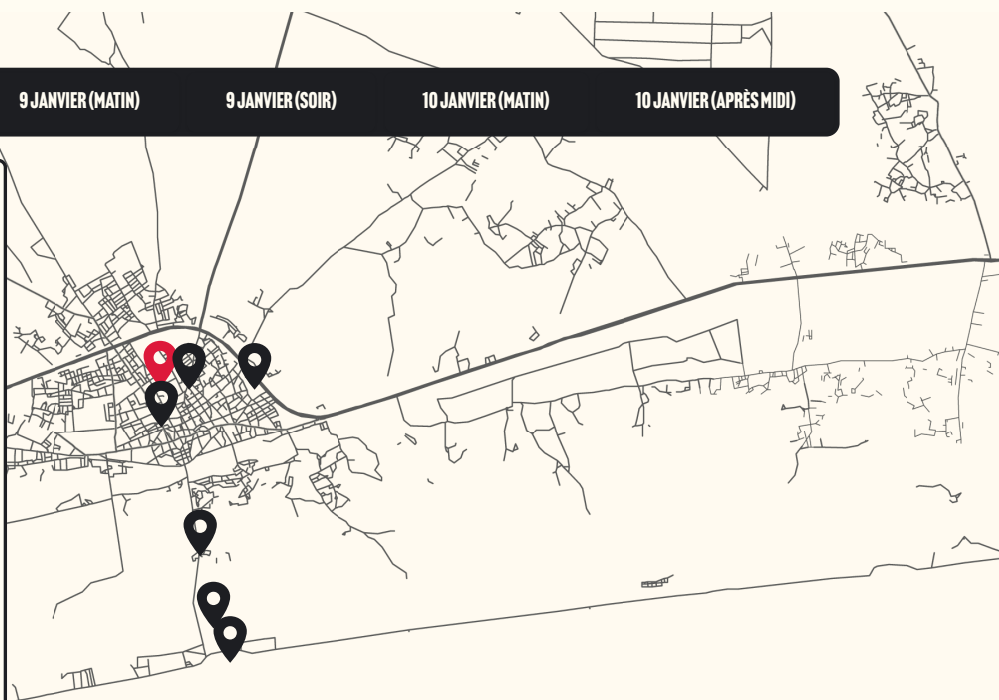 9 JANVIER (MATIN)
9 JANVIER (SOIR)
10 JANVIER (MATIN)
10 JANVIER (APRÈS MIDI)